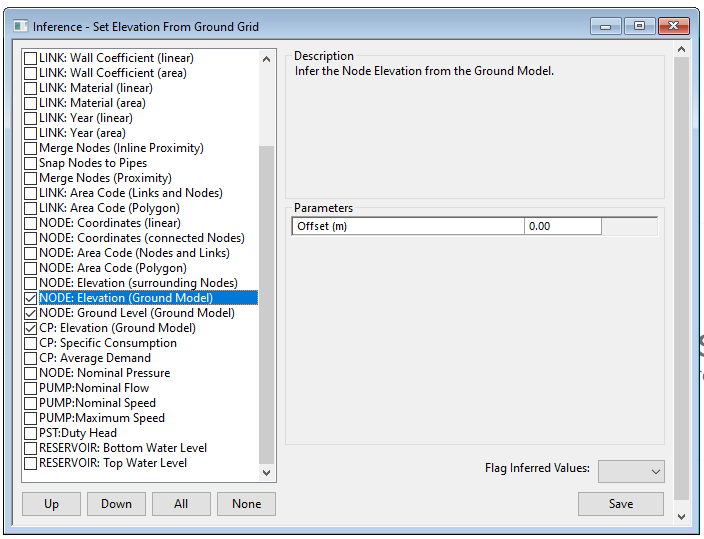 Inference - Set Elevation From Ground Grid
LINK: Wall Coefficient (linear)
LINK: Wall Coefficient (area)
LINK: Material (linear)
LINK: Material (area)
LINK: Year (linear)
LINK: Year (area)
Merge Nodes (Inline Proximity)
Snap Nodes to Pipes
Merge Nodes (Proximity)
LINK: Area Code (Links and Nodes)
LINK: Area Code (Polygon)
NODE: Coordinates (linear)
NODE: Coordinates (connected Nodes)
NODE: Area Code (Nodes and Links)
NODE: Area Code (Polygon)
NODE: Elevation (surrounding Nodes)
NODE: Elevation (Ground Model)
NODE: Ground Level (Ground Model)
CP: Elevation (Ground Model)
CP: Specific Consumption
CP: Average Demand
NODE: Nominal Pressure
PUMP:Nominal Flow
PUMP:Nominal Speed
PUMP:Maximum Speed
PST:Duty Head
RESERVOIR: Bottom Water Level
RESERVOIR: Top Water Level
Up Down All None
Description
Infer the Node Elevation from the Ground Model.
Parameters
Offset (m) 0.00
Flag Inferred Values:
Save